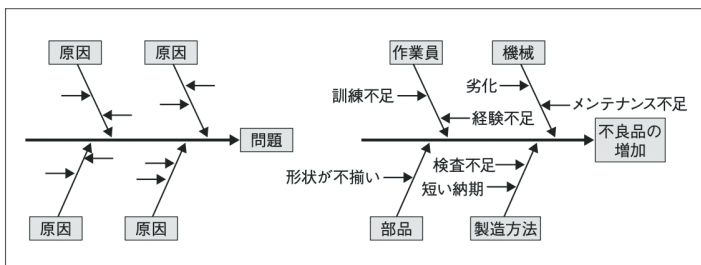 原因
原因
問題
原因
原因
作業員
機械
訓練不足
劣化
経験不足
メンテナンス不足
不良品の
増加
形状が不揃い
検査不足
短い納期
部品
製造方法